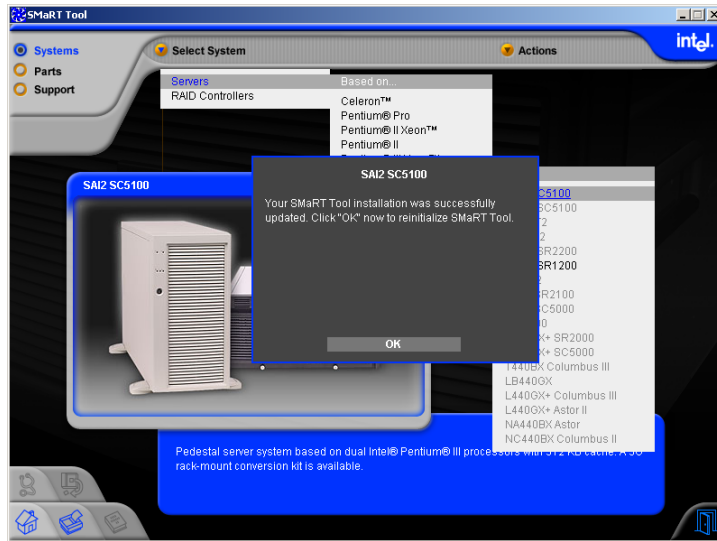 SMaRT Tool
Systems
Parts
Support
Select System
Actions
intel.
Servers
RAID Controllers
Based on...
Celeron™
Pentium® Pro
Pentium® II Xeon™
Pentium® II
SAI2 SC5100
SAI2 SC5100
Your SMaRT Tool installation was successfully
updated. Click "OK" now to reinitialize SMaRT Tool.
OK
SC5100
SC5100
SR2200
SR1200
SR2100
SC5000
X+ SR2000
X+ SC5000
T440BX Columbus III
LB440GX
L440GX+ Columbus III
L440GX+ Astor II
NA440BX Astor
NC440BX Columbus II
Pedestal server system based on dual Intel® Pentium® III processors with 512 KB cache. A 5U
rack-mount conversion kit is available.